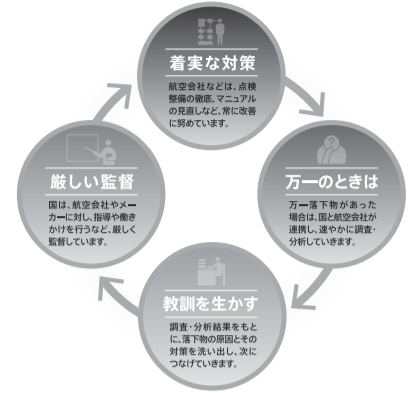 着実な対策
航空会社などは、点検
整備の徹底、マニュアル
の見直しなど、常に改善
に努めています。
万一のときは
万一落下物があった
場合は、国と航空会社が
連携し、速やかに調査・
分析していきます。
教訓を生かす
調査・分析結果をもと
に、落下物の原因とその
対策を洗い出し、次に
つなげていきます。
厳しい監督
国は、航空会社やメー
カーに対し、指導や働き
かけを行うなど、厳しく
監督しています。